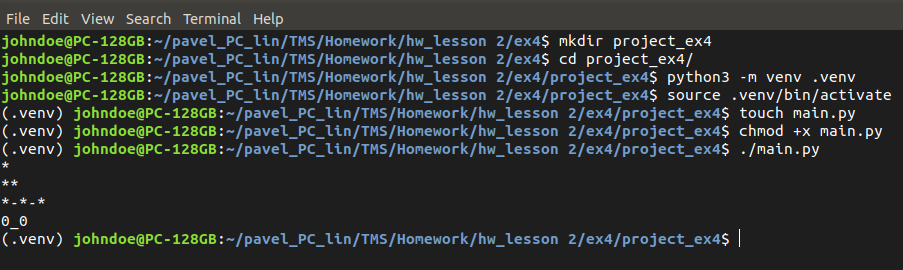 File Edit View Search Terminal Help
johndoe@PC-128GB:~/pavel_PC_lin/TMS/Homework/hw_lesson 2/ex4$ mkdir project_ex4
johndoe@PC-128GB:~/pavel_PC_lin/TMS/Homework/hw_lesson 2/ex4$ cd project_ex4/
johndoe@PC-128GB:~/pavel_PC_lin/TMS/Homework/hw_lesson 2/ex4/project_ex4$ python3 -m venv .venv
johndoe@PC-128GB:~/pavel_PC_lin/TMS/Homework/hw_lesson 2/ex4/project_ex4$ source .venv/bin/activate
(.venv) johndoe@PC-128GB:~/pavel_PC_lin/TMS/Homework/hw_lesson 2/ex4/project_ex4$ touch main.py
(.venv) johndoe@PC-128GB:~/pavel_PC_lin/TMS/Homework/hw_lesson 2/ex4/project_ex4$ chmod +x main.py
(.venv) johndoe@PC-128GB:~/pavel_PC_lin/TMS/Homework/hw_lesson 2/ex4/project_ex4$ ./main.py
*
**
*-*-*
0_0
(.venv) johndoe@PC-128GB:~/pavel_PC_lin/TMS/Homework/hw_lesson 2/ex4/project_ex4$